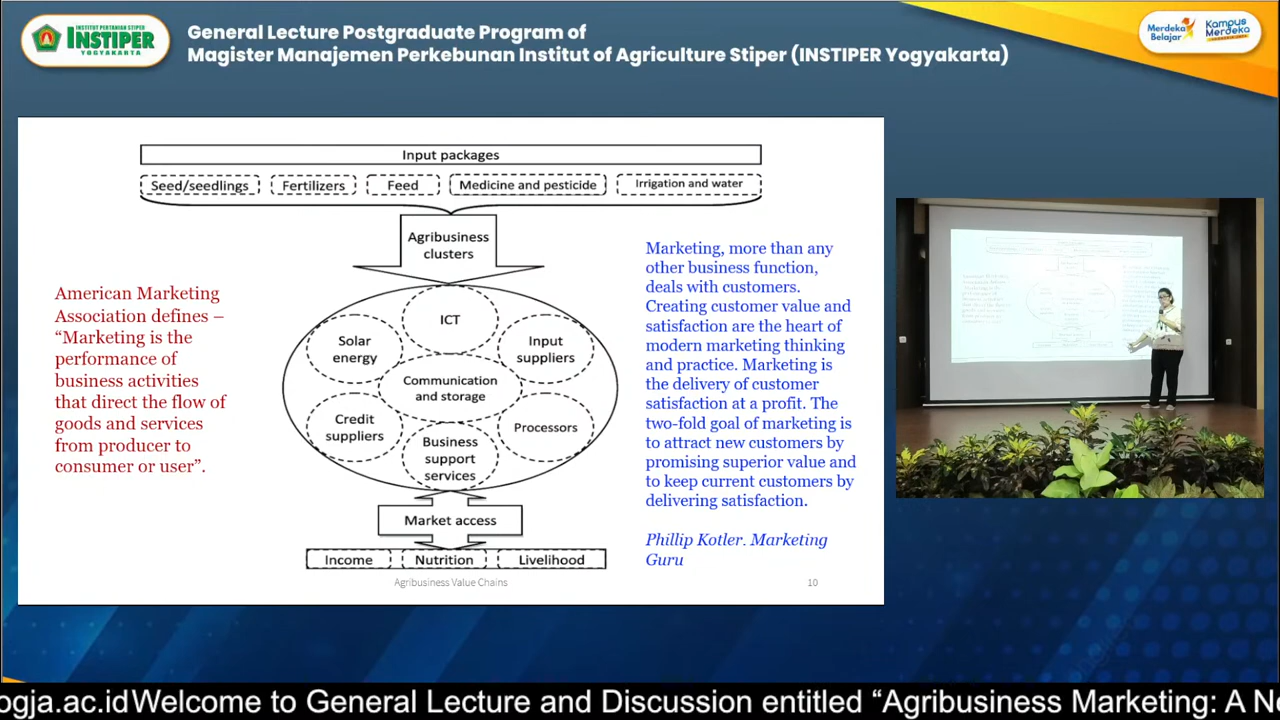 INSTITUT PERTANIAN STIPER
INSTIPER
YOGYAKARTA
General Lecture Postgraduate Program of
Magister Manajemen Perkebunan Institut of Agriculture Stiper (INSTIPER Yogyakarta)
Merdeka
Belajar
Kampus
Merdeka
Input packages
Seed/seedlings
Fertilizers
Feed
Medicine and pesticide
Irrigation and water
Agribusiness
clusters
ICT
Solar
energy
Input
suppliers
Communication
and storage
Credit
suppliers
Processors
Business
support
services
Market access
Income
Nutrition
Livelihood
American Marketing
Association defines –
“Marketing is the
performance of
business activities
that direct the flow of
goods and services
from producer to
consumer or user”.
Marketing, more than any
other business function,
deals with customers.
Creating customer value and
satisfaction are the heart of
modern marketing thinking
and practice. Marketing is
the delivery of customer
satisfaction at a profit. The
two-fold goal of marketing is
to attract new customers by
promising superior value and
to keep current customers by
delivering satisfaction.
Phillip Kotler. Marketing
Guru
Agribusiness Value Chains
10
ogja.ac.id Welcome to General Lecture and Discussion entitled “Agribusiness Marketing: A